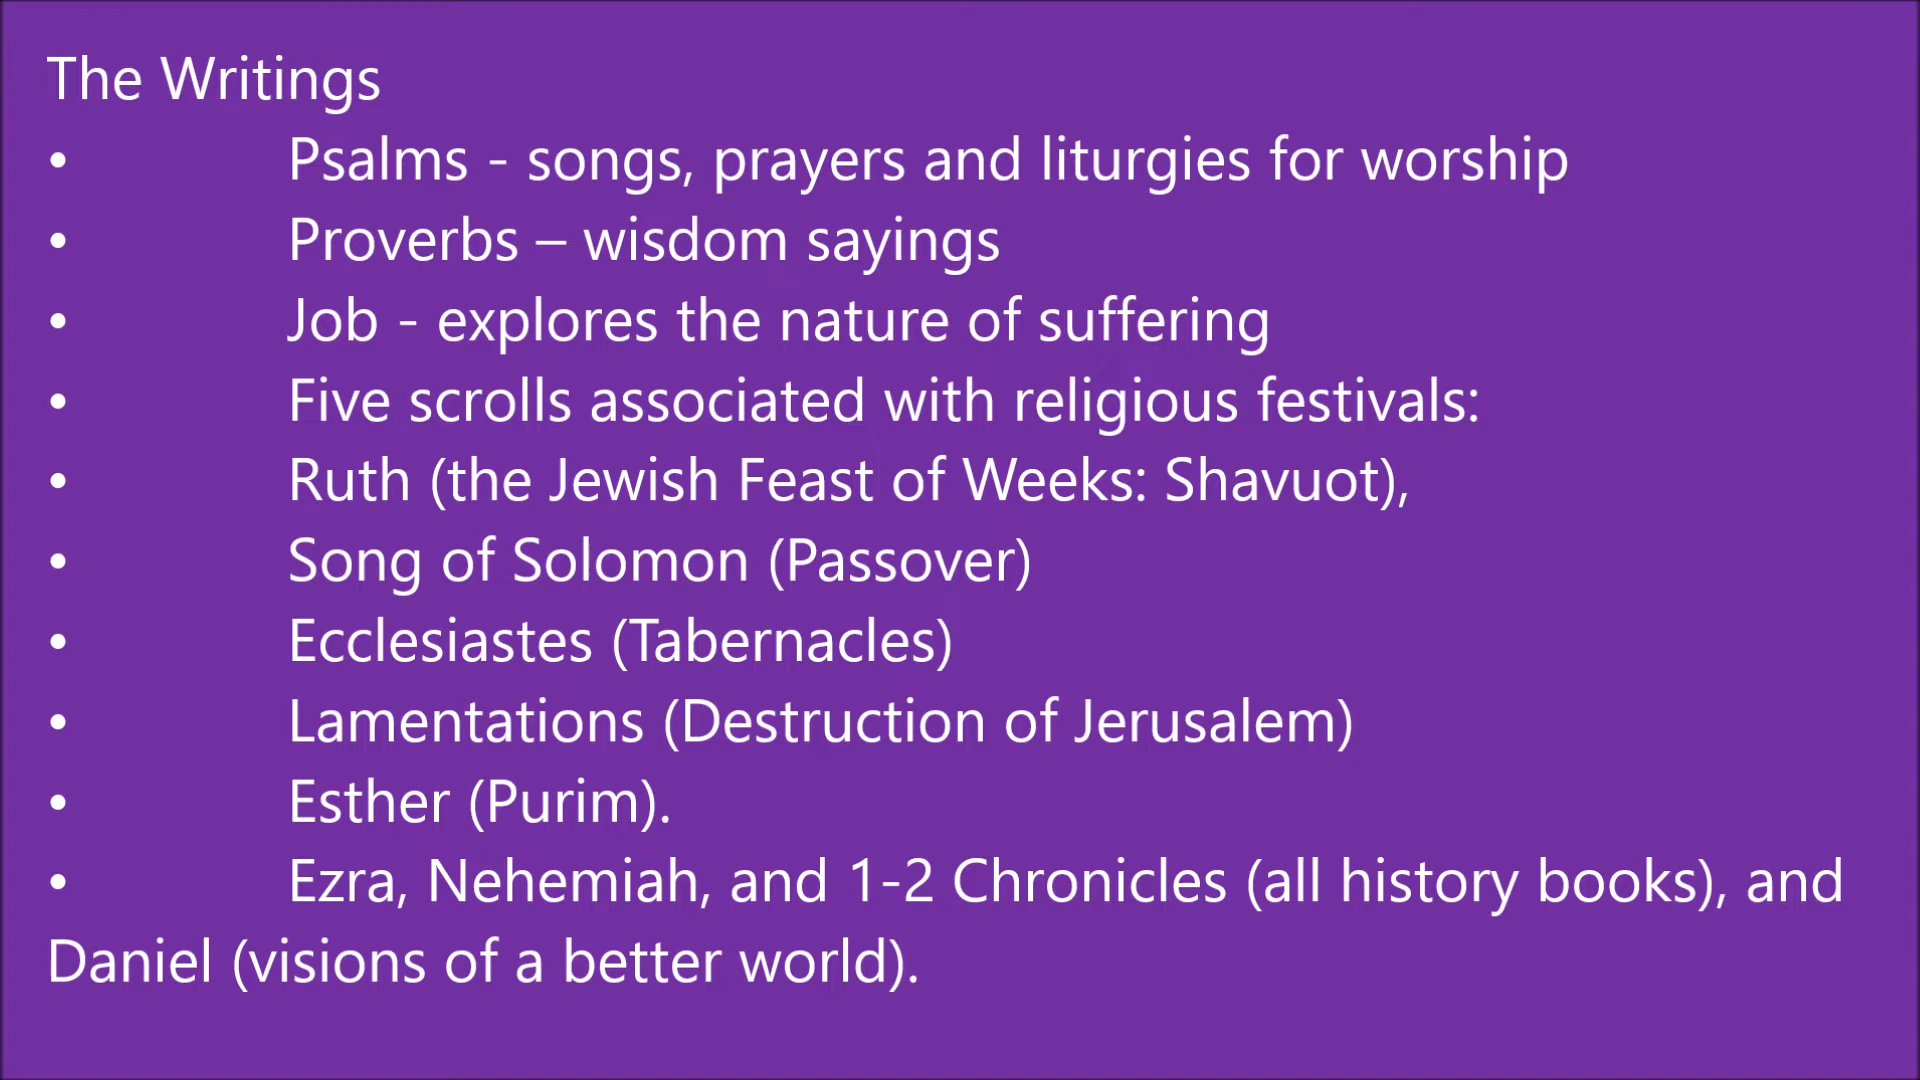 The Writings
• Psalms - songs, prayers and liturgies for worship
• Proverbs – wisdom sayings
• Job - explores the nature of suffering
• Five scrolls associated with religious festivals:
• Ruth (the Jewish Feast of Weeks: Shavuot),
• Song of Solomon (Passover)
• Ecclesiastes (Tabernacles)
• Lamentations (Destruction of Jerusalem)
• Esther (Purim).
• Ezra, Nehemiah, and 1-2 Chronicles (all history books), and
Daniel (visions of a better world).